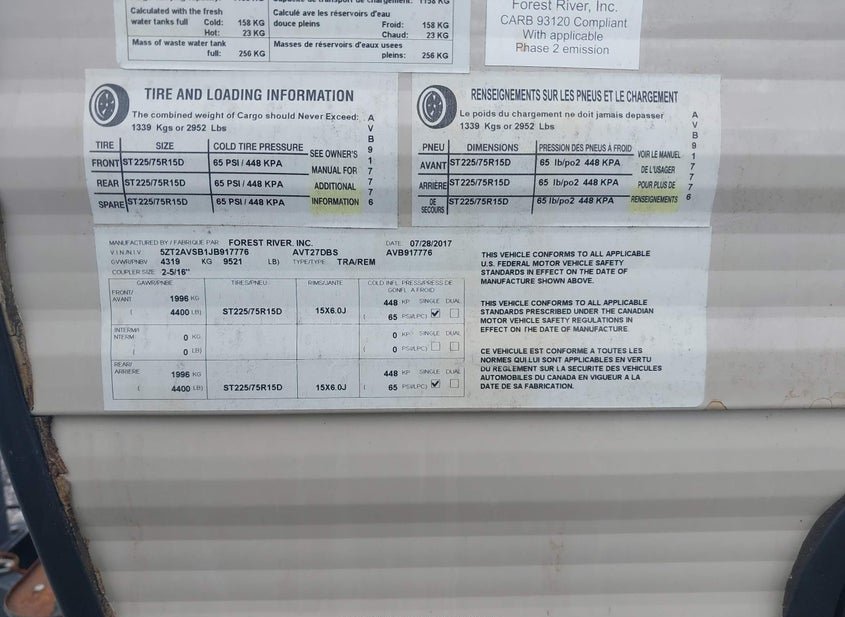 Calculated with the fresh
water tanks full Cold: 158 KG
Hot: 23 KG
Mass of waste water tank
full: 256 KG
1158 KG
Calculé ave les réservoirs d'eau
douce pleins Froid: 158 KG
Chaud: 23 KG
Masses de réservoirs d'eaux usees
pleins: 256 KG
Forest River, Inc.
CARB 93120 Compliant
With applicable
Phase 2 emission
TIRE AND LOADING INFORMATION
The combined weight of Cargo should Never Exceed:
1339 Kgs or 2952 Lbs
TIRE SIZE COLD TIRE PRESSURE
FRONT ST225/75R15D 65 PSI / 448 KPA
REAR ST225/75R15D 65 PSI / 448 KPA
SPARE ST225/75R15D 65 PSI / 448 KPA
SEE OWNER'S
MANUAL FOR
ADDITIONAL
INFORMATION
AVB917776
RENSEIGNEMENTS SUR LES PNEUS ET LE CHARGEMENT
Le poids du chargement ne doit jamais depasser
1339 Kgs or 2952 Lbs
PNEU DIMENSIONS PRESSION DES PNEUS À FROID
AVANT ST225/75R15D 65 lb/po2 448 KPA
ARRIÈRE ST225/75R15D 65 lb/po2 448 KPA
DE SECOURS ST225/75R15D 65 lb/po2 448 KPA
VOIR LE MANUEL
DE L'USAGER
POUR PLUS DE
RENSEIGNEMENTS
AVB917776
MANUFACTURED BY / FABRIQUE PAR FOREST RIVER, INC. DATE 07/28/2017
V.I.N/N.I.V 5ZT2AVSB1JB917776 AVT27DBS AVB917776
GVWR/PNBV 4319 KG 9521 LB) TYPE/TYPE: TRA/REM
COUPLER SIZE 2-5/16"
GAWR/PNBE TIRES/PNEU RIMS/JANTE COLD INFL. PRESS/PRESS DE
GONFL. A FROID
FRONT/
AVANT 1996 KG 448 KP SINGLE DUAL
( 4400 LB) ST225/75R15D 15X6.0J ( 65 PSI/LPC)
INTERM/
INTERM 0 KG 0 KP SINGLE DUAL
( 0 LB) ( 0 PSI/LPC)
REAR/
ARRIÈRE 1996 KG 448 KP SINGLE DUAL
( 4400 LB) ST225/75R15D 15X6.0J ( 65 PSI/LPC)
THIS VEHICLE CONFORMS TO ALL APPLICABLE
U.S. FEDERAL MOTOR VEHICLE SAFETY
STANDARDS IN EFFECT ON THE DATE OF
MANUFACTURE SHOWN ABOVE.
THIS VEHICLE CONFORMS TO ALL APPLICABLE
STANDARDS PRESCRIBED UNDER THE CANADIAN
MOTOR VEHICLE SAFETY REGULATIONS IN
EFFECT ON THE DATE OF MANUFACTURE.
CE VEHICULE EST CONFORME A TOUTES LES
NORMES QUI LUI SONT APPLICABLES EN VERTU
DU REGLEMENT SUR LA SECURITE DES VEHICULES
AUTOMOBILES DU CANADA EN VIGUEUR A LA
DATE DE SA FABRICATION.